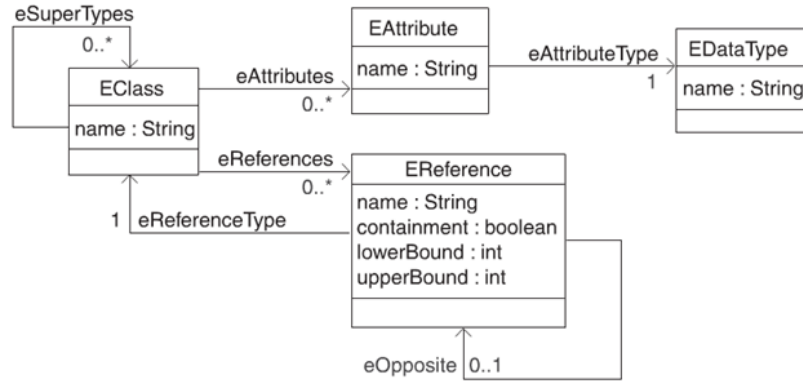 eSuperTypes
0..*
EClass
name : String
eAttributes
0..*
EAttribute
name : String
eAttributeType
1
EDataType
name : String
eReferences
0..*
1 eReferenceType
EReference
name : String
containment : boolean
lowerBound : int
upperBound : int
eOpposite 0..1